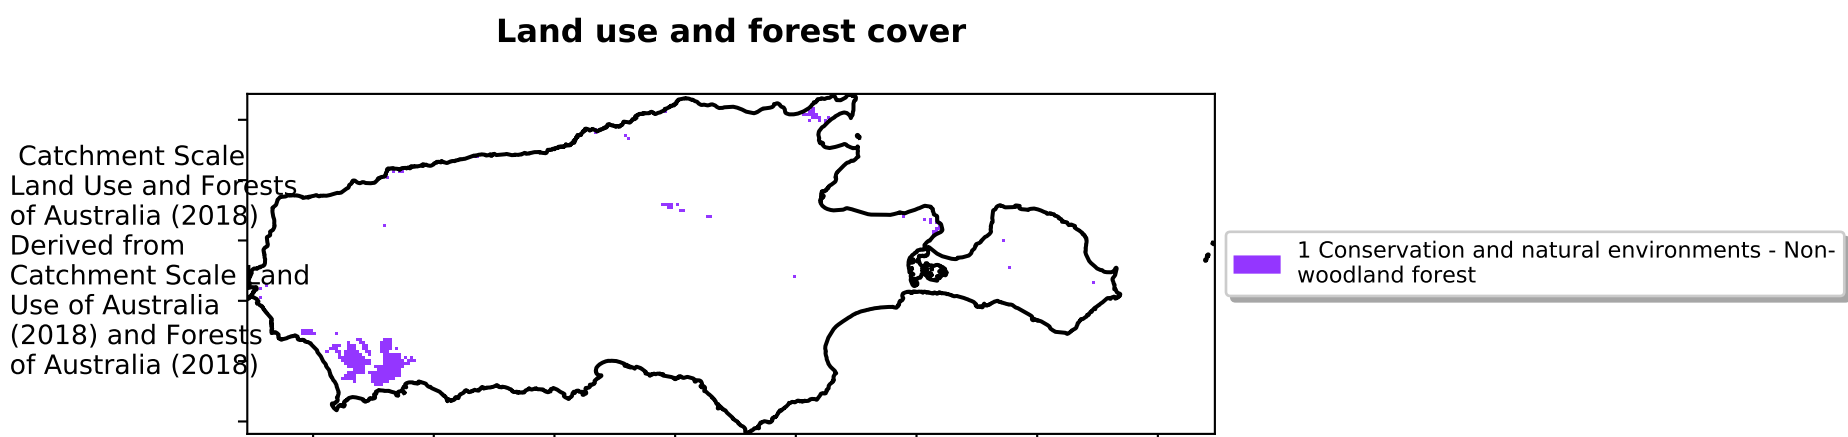 Land use and forest cover
Catchment Scale
Land Use and Forests
of Australia (2018)
Derived from
Catchment Scale Land
Use of Australia
(2018) and Forests
of Australia (2018)
1 Conservation and natural environments - Non-
woodland forest